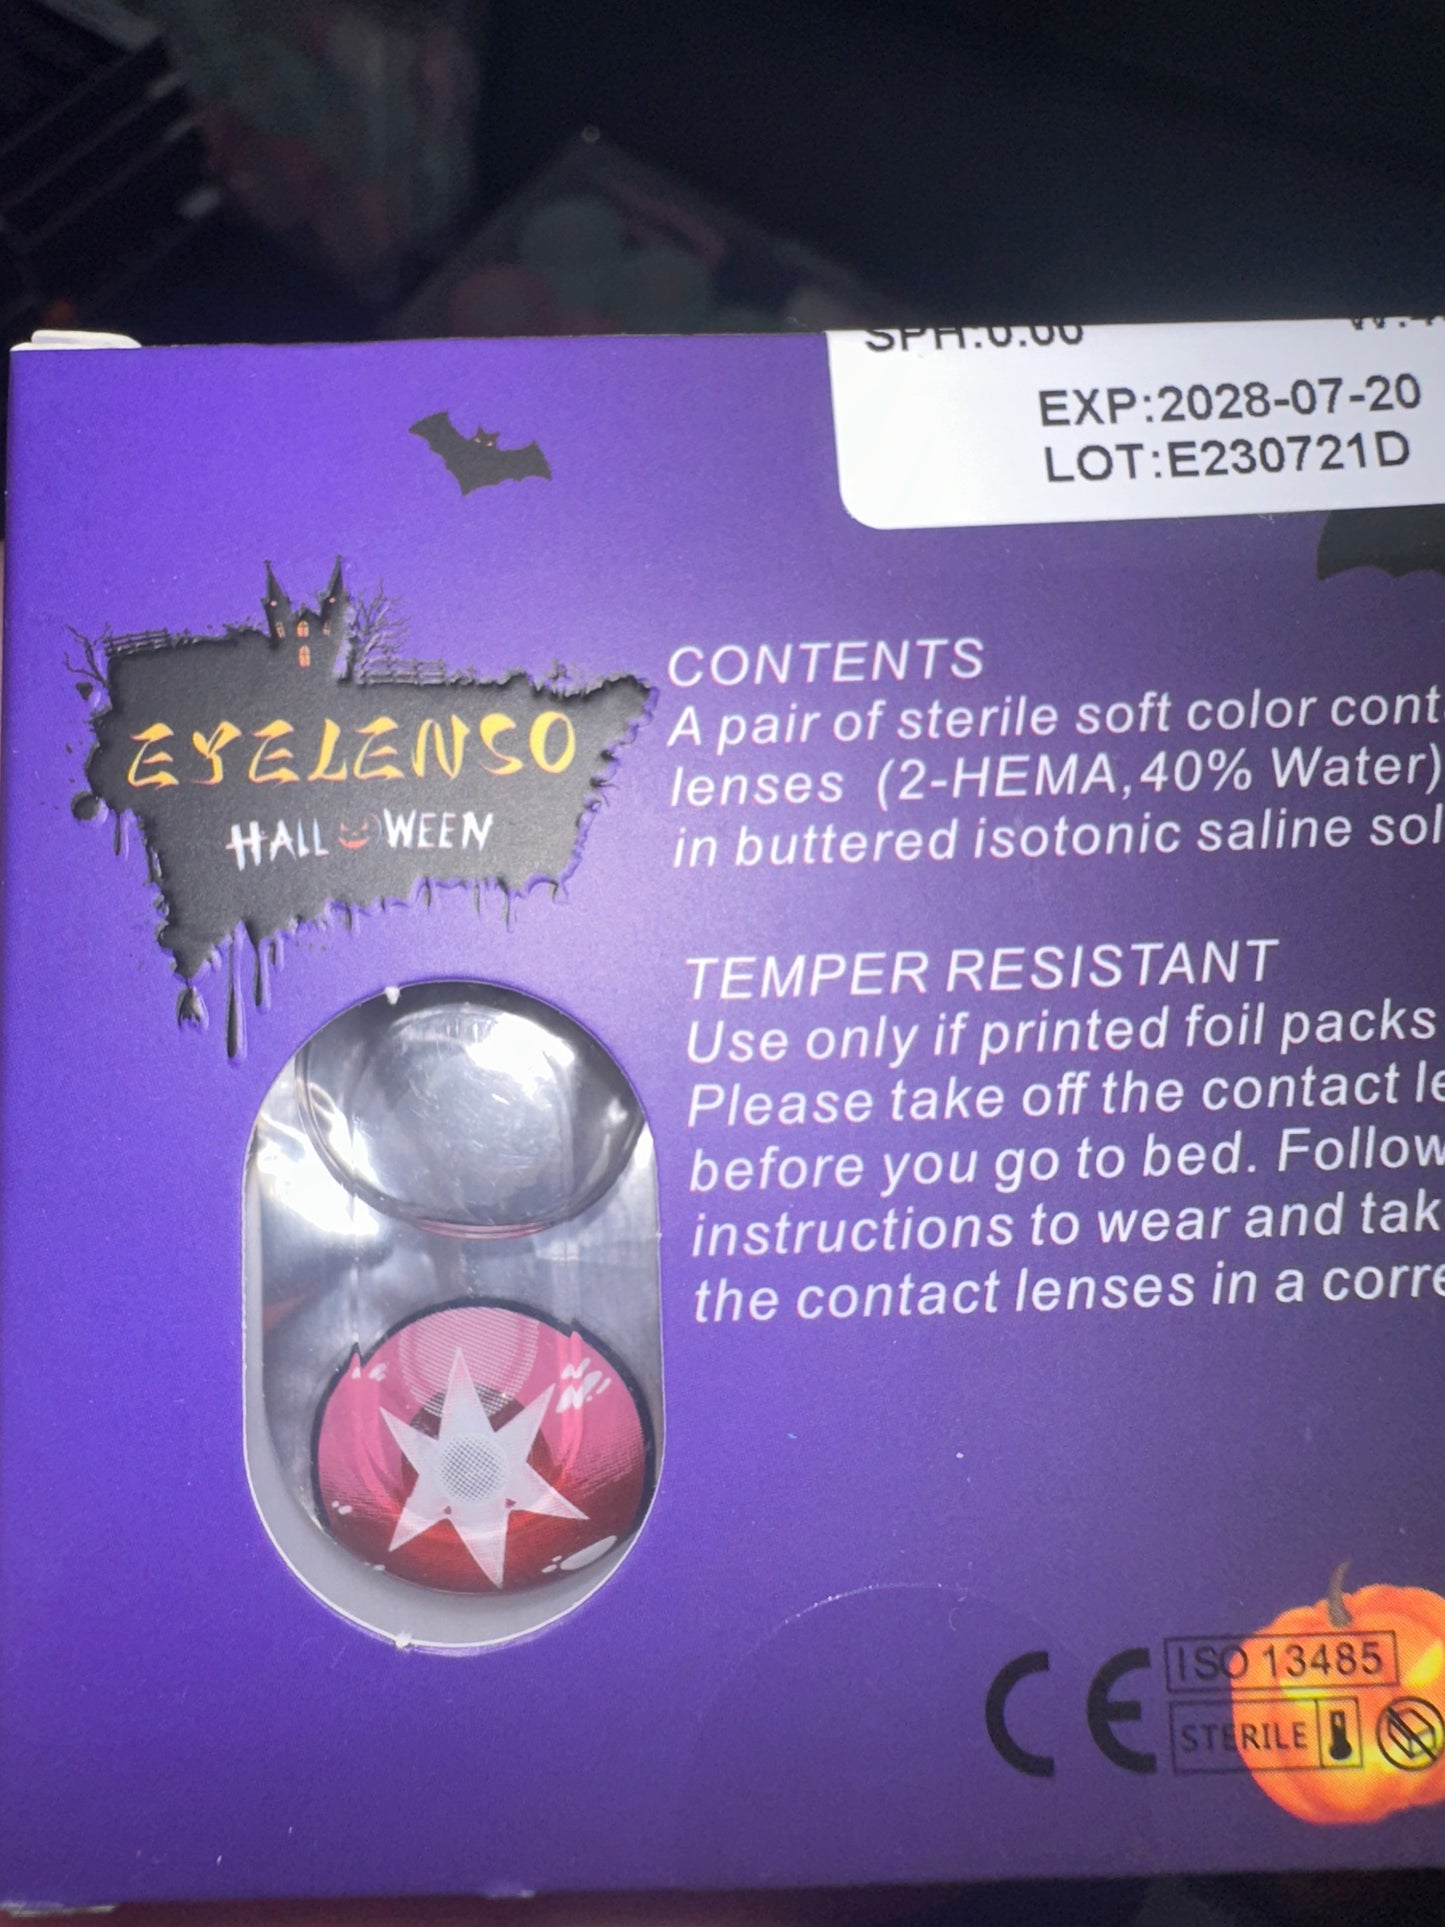 SPH:0.00
EXP:2028-07-20
LOT:E230721D
EYELENSO
HALLOWEEN
CONTENTS
A pair of sterile soft color cont
lenses (2-HEMA,40% Water)
in buttered isotonic saline sol
TEMPER RESISTANT
Use only if printed foil packs
Please take off the contact le
before you go to bed. Follow
instructions to wear and tak
the contact lenses in a corre
CE
ISO 13485
STERILE